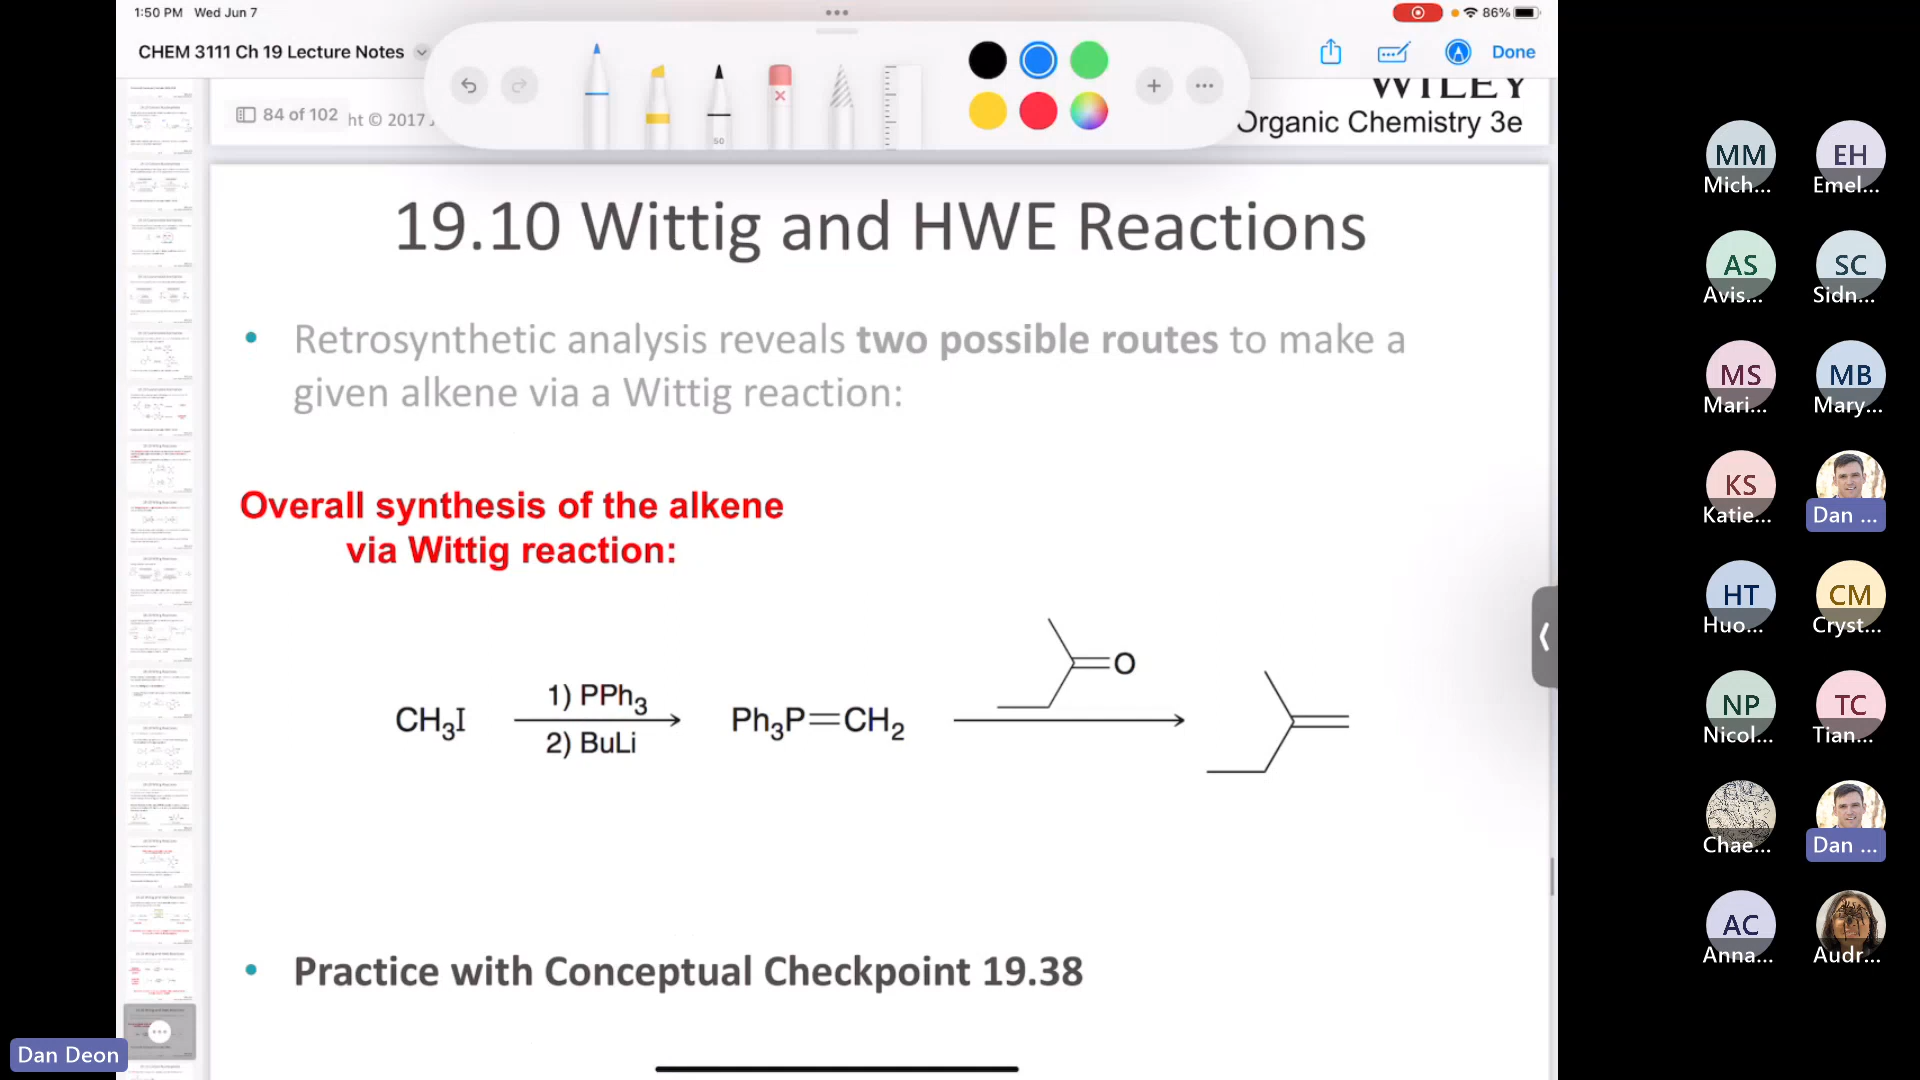 1:50 PM Wed Jun 7
86%
CHEM 3111 Ch 19 Lecture Notes
Done
50
84 of 102
ht © 2017 J
WILEY
Organic Chemistry 3e
19.10 Wittig and HWE Reactions
• Retrosynthetic analysis reveals two possible routes to make a
given alkene via a Wittig reaction:
Overall synthesis of the alkene
via Wittig reaction:
CH3I
1) PPh3
2) BuLi
Ph3P=CH2
O
• Practice with Conceptual Checkpoint 19.38
MM
Mich...
EH
Emel...
AS
Avis...
SC
Sidn...
MS
Mari...
MB
Mary...
KS
Katie...
Dan ...
HT
Huo...
CM
Cryst...
NP
Nicol...
TC
Tian...
Chae...
Dan ...
AC
Anna...
Audr...
Dan Deon